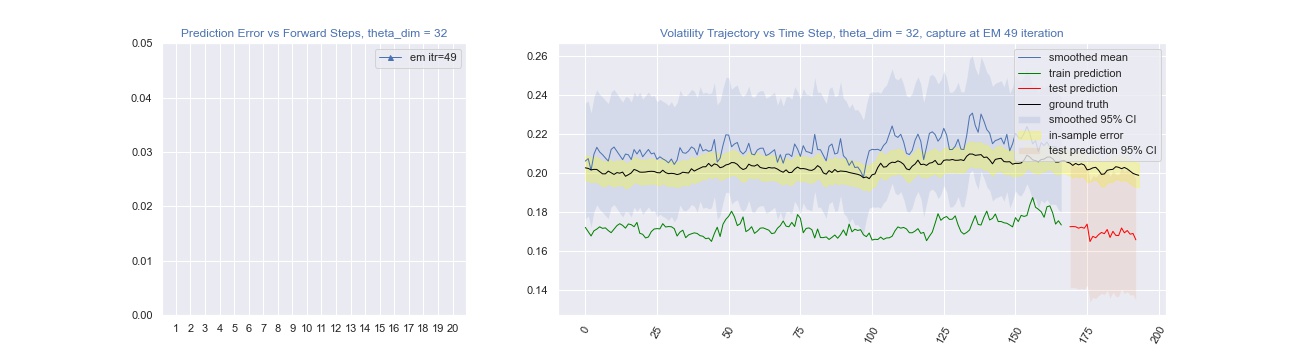 Prediction Error vs Forward Steps, theta_dim = 32
0.05
0.04
0.03
0.02
0.01
0.00
em itr=49
1 2 3 4 5 6 7 8 9 10 11 12 13 14 15 16 17 18 19 20
Volatility Trajectory vs Time Step, theta_dim = 32, capture at EM 49 iteration
0.26
0.24
0.22
0.20
0.18
0.16
0.14
smoothed mean
train prediction
test prediction
ground truth
smoothed 95% CI
in-sample error
test prediction 95% CI
0 25 50 75 100 125 150 175 200